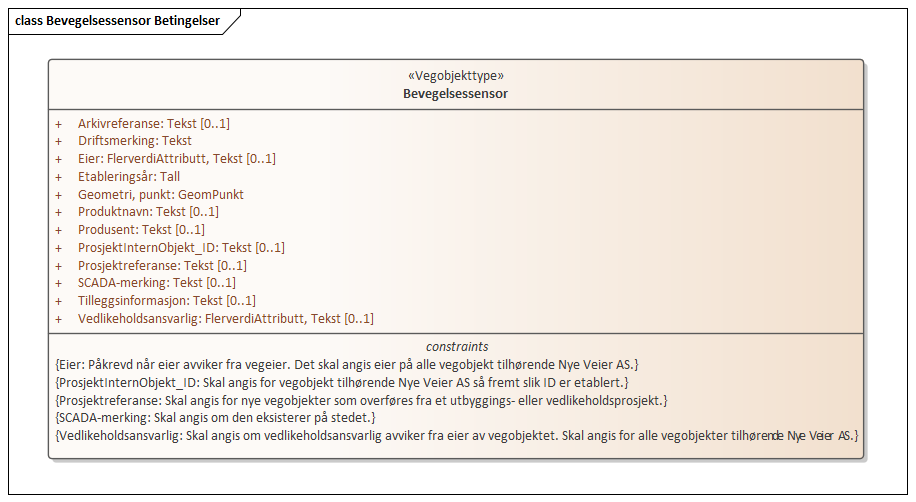 class Bevegelsessensor Betingelser
«Vegobjekttype»
Bevegelsessensor
+ Arkivreferanse: Tekst [0..1]
+ Driftsmerking: Tekst
+ Eier: FlerverdiAttributt, Tekst [0..1]
+ Etableringsår: Tall
+ Geometri, punkt: GeomPunkt
+ Produktnavn: Tekst [0..1]
+ Produsent: Tekst [0..1]
+ ProsjektInternObjekt_ID: Tekst [0..1]
+ Prosjektreferanse: Tekst [0..1]
+ SCADA-merking: Tekst [0..1]
+ Tilleggsinformasjon: Tekst [0..1]
+ Vedlikeholdsansvarlig: FlerverdiAttributt, Tekst [0..1]
constraints
{Eier: Påkrevd når eier avviker fra vegeier. Det skal angis eier på alle vegobjekt tilhørende Nye Veier AS.}
{ProsjektInternObjekt_ID: Skal angis for vegobjekt tilhørende Nye Veier AS så fremt slik ID er etablert.}
{Prosjektreferanse: Skal angis for nye vegobjekter som overføres fra et utbyggings- eller vedlikeholdsprosjekt.}
{SCADA-merking: Skal angis om den eksisterer på stedet.}
{Vedlikeholdsansvarlig: Skal angis om vedlikeholdsansvarlig avviker fra eier av vegobjektet. Skal angis for alle vegobjekter tilhørende Nye Veier AS.}